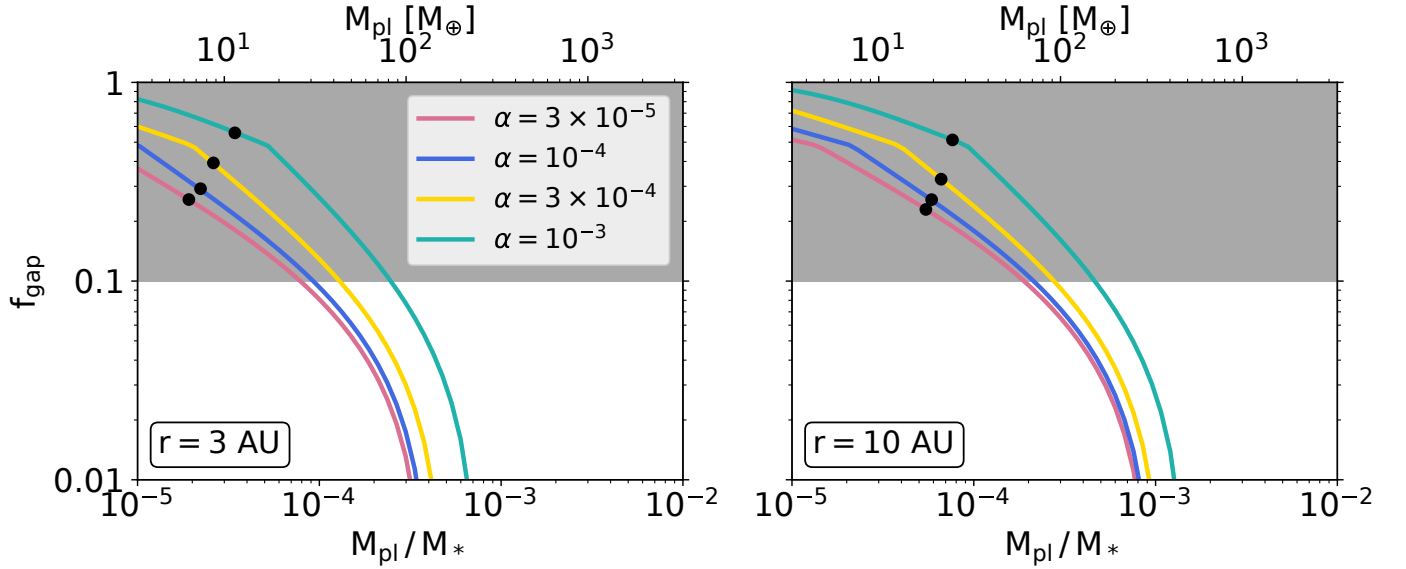 M_pl [M_⊕]
10^1 10^2 10^3
1
0.1
0.01
f_gap
α = 3 × 10^−5
α = 10^−4
α = 3 × 10^−4
α = 10^−3
r = 3 AU
10^−5 10^−4 10^−3 10^−2
M_pl / M_*
M_pl [M_⊕]
10^1 10^2 10^3
r = 10 AU
10^−5 10^−4 10^−3 10^−2
M_pl / M_*